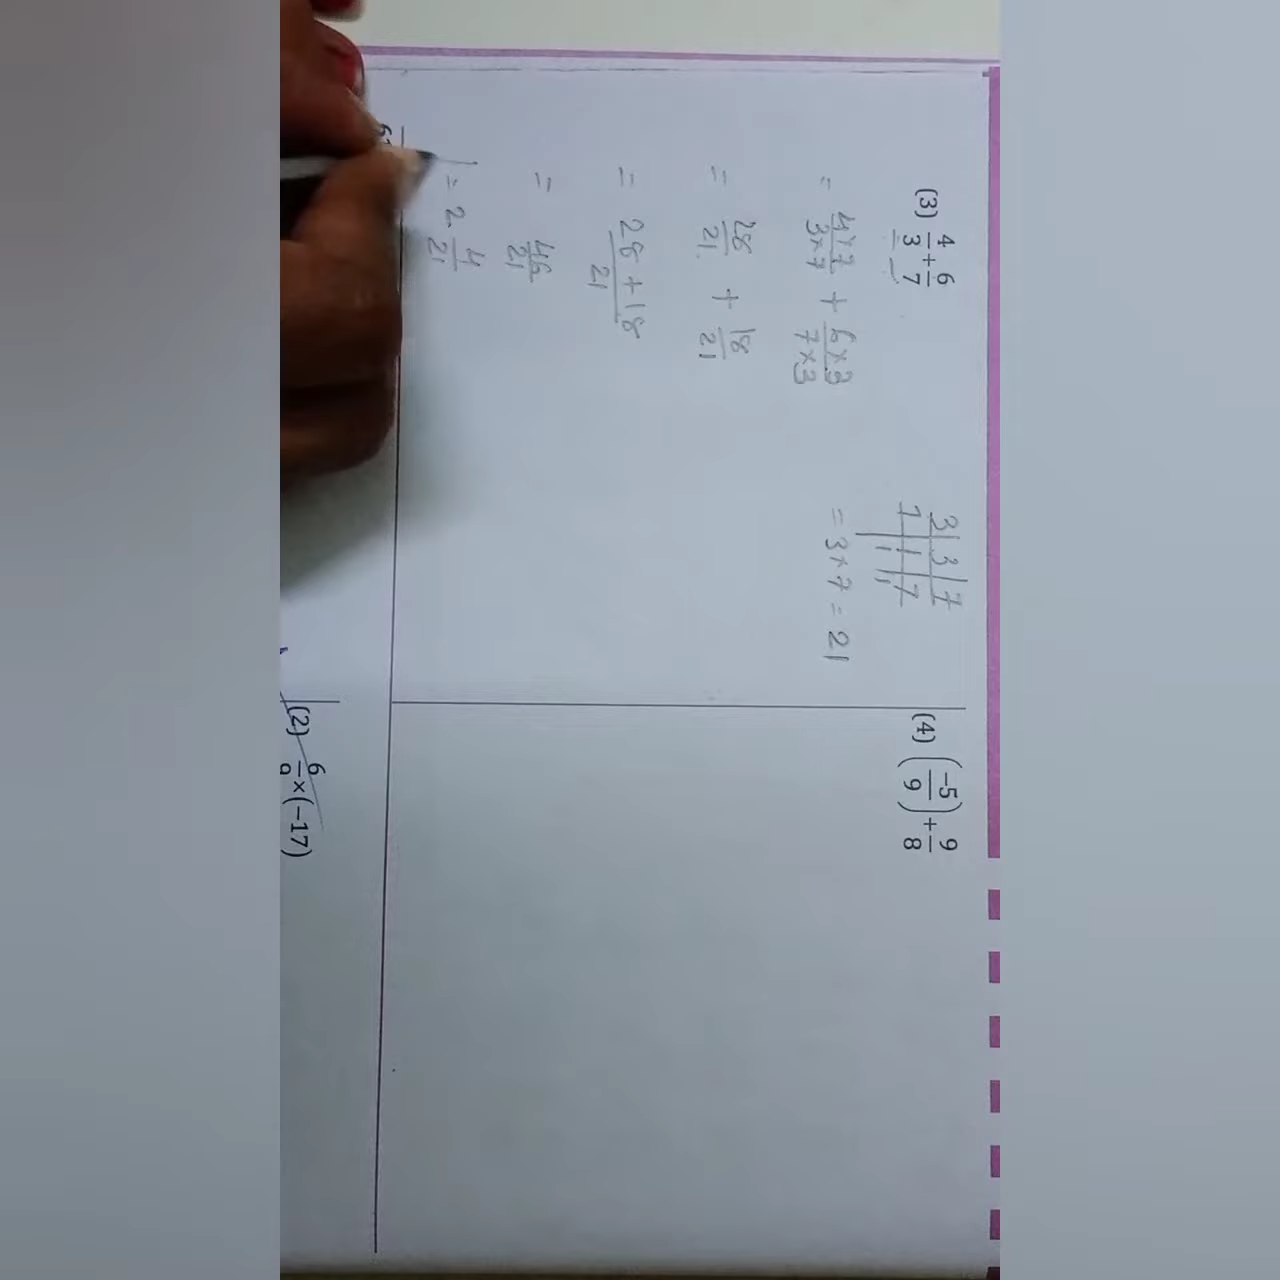 (3) 4/3 + 6/7
= 4×7/3×7 + 6×3/7×3
= 28/21 + 18/21
= 28 + 18/21
= 46/21
= 2 4/21
3 | 3 | 7
7 | 1 | 7
1 | 1
= 3×7 = 21
(4) (-5/9) + 9/8
(2) 6/9 × (−17)